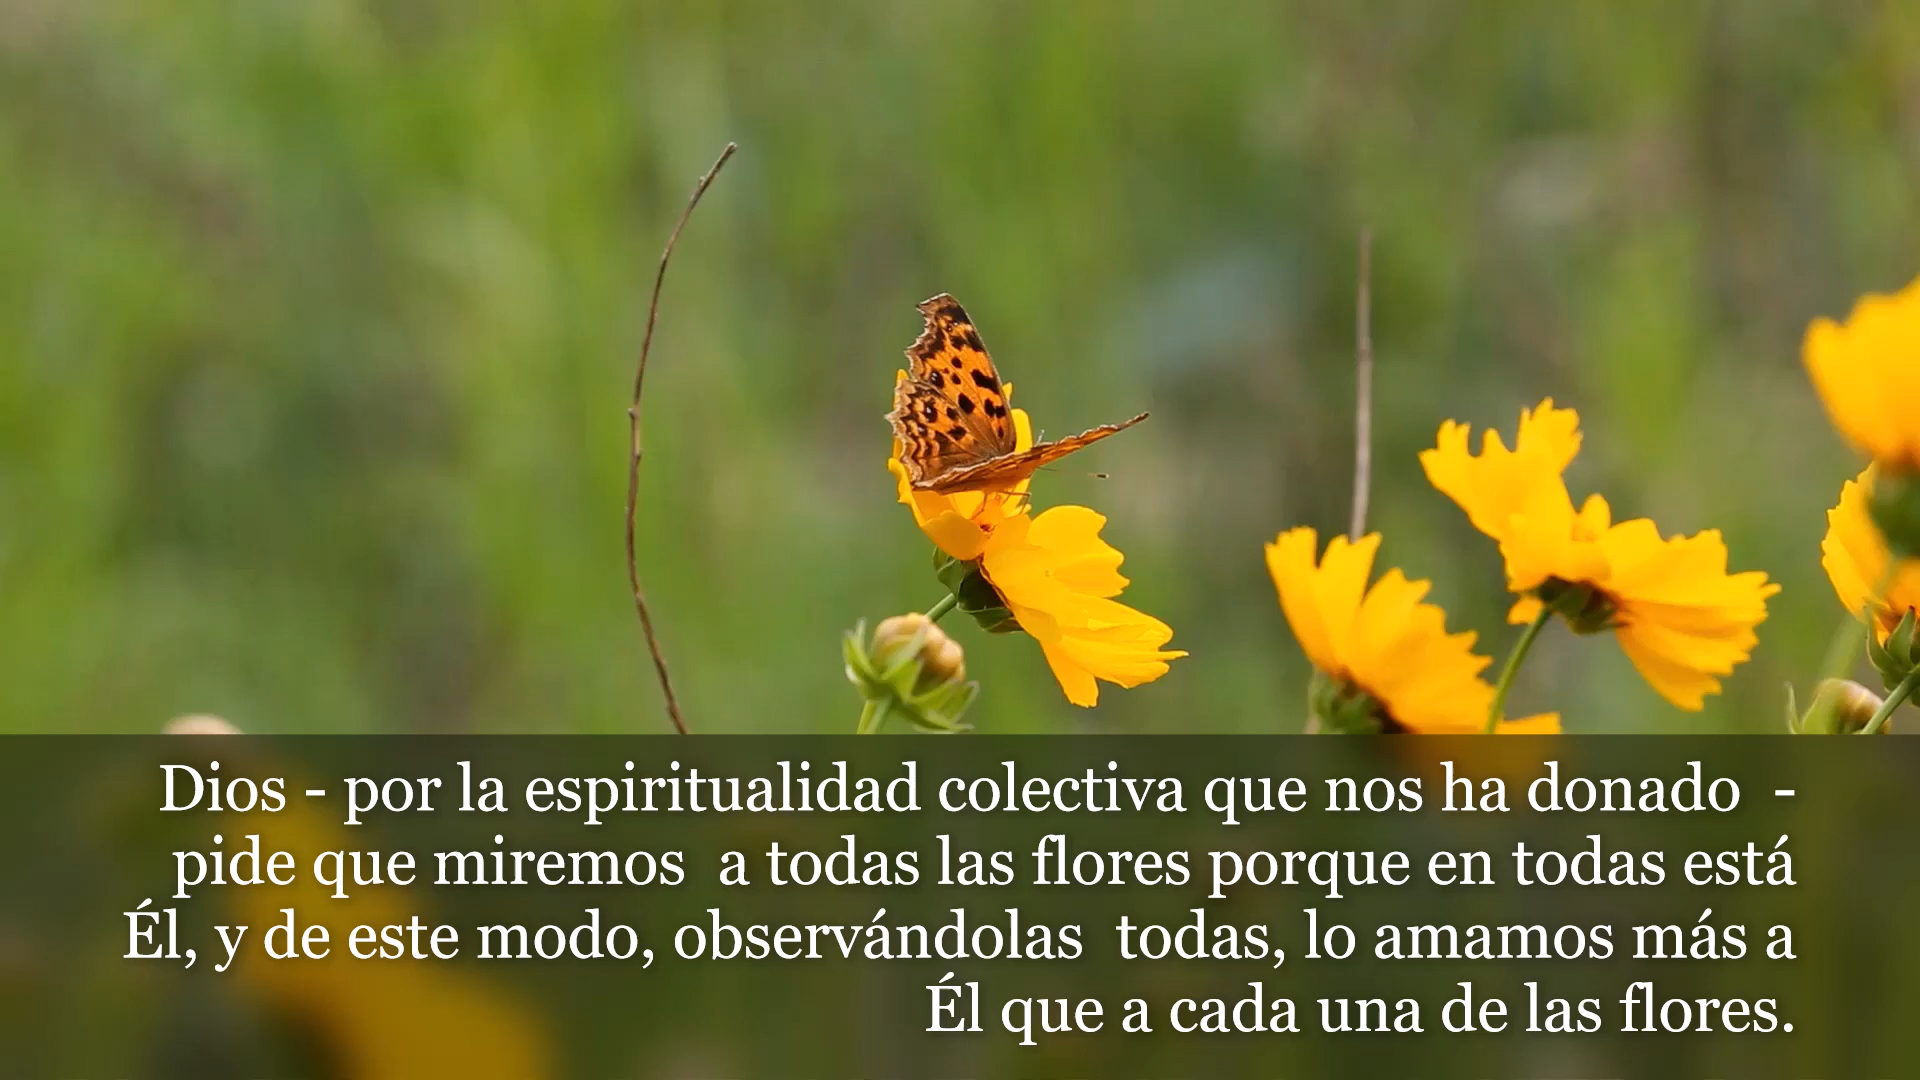 Dios - por la espiritualidad colectiva que nos ha donado  -
pide que miremos  a todas las flores porque en todas está
Él, y de este modo, observándolas  todas, lo amamos más a
Él que a cada una de las flores.